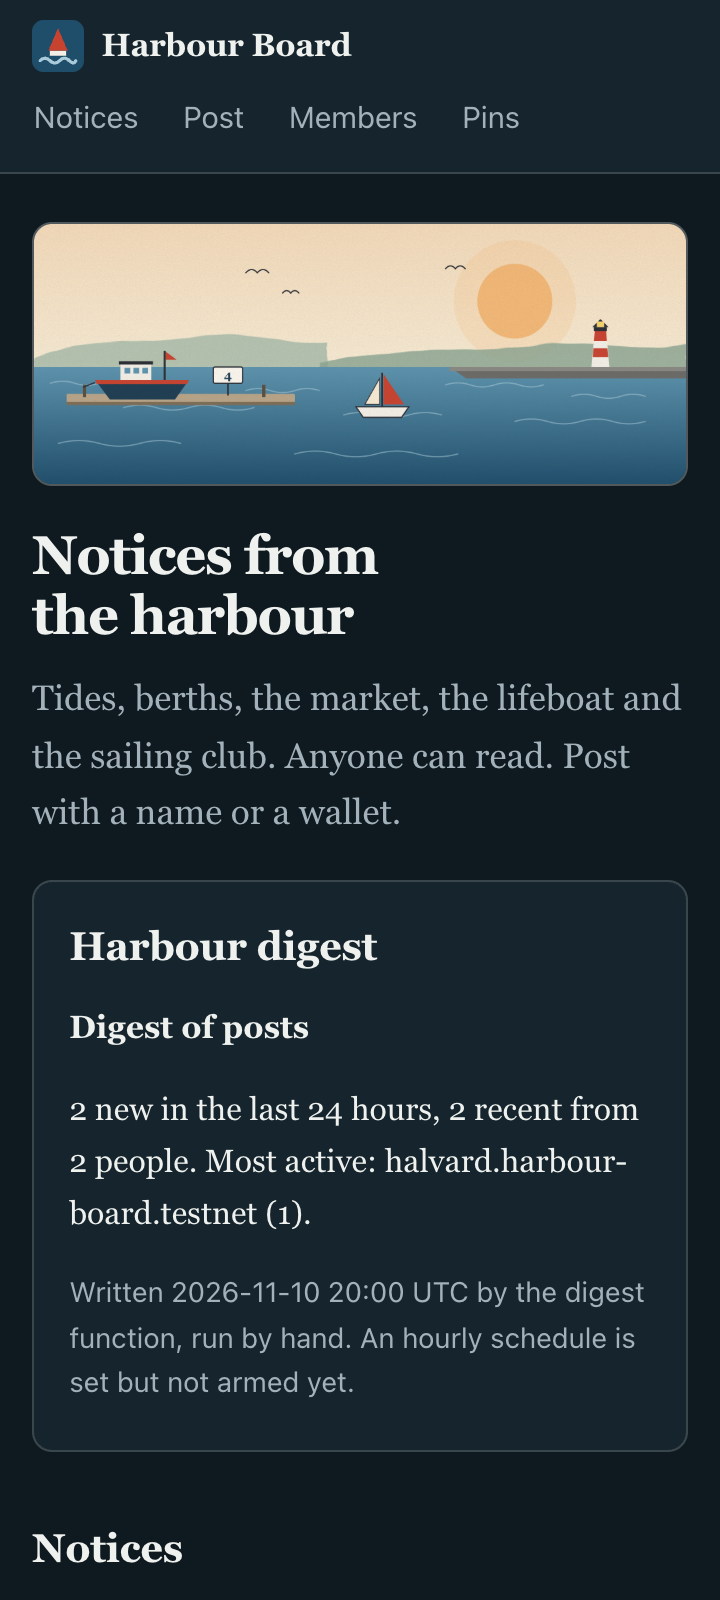 Harbour Board
Notices Post Members Pins
4
Notices from
the harbour
Tides, berths, the market, the lifeboat and
the sailing club. Anyone can read. Post
with a name or a wallet.
Harbour digest
Digest of posts
2 new in the last 24 hours, 2 recent from
2 people. Most active: halvard.harbour-
board.testnet (1).
Written 2026-11-10 20:00 UTC by the digest
function, run by hand. An hourly schedule is
set but not armed yet.
Notices